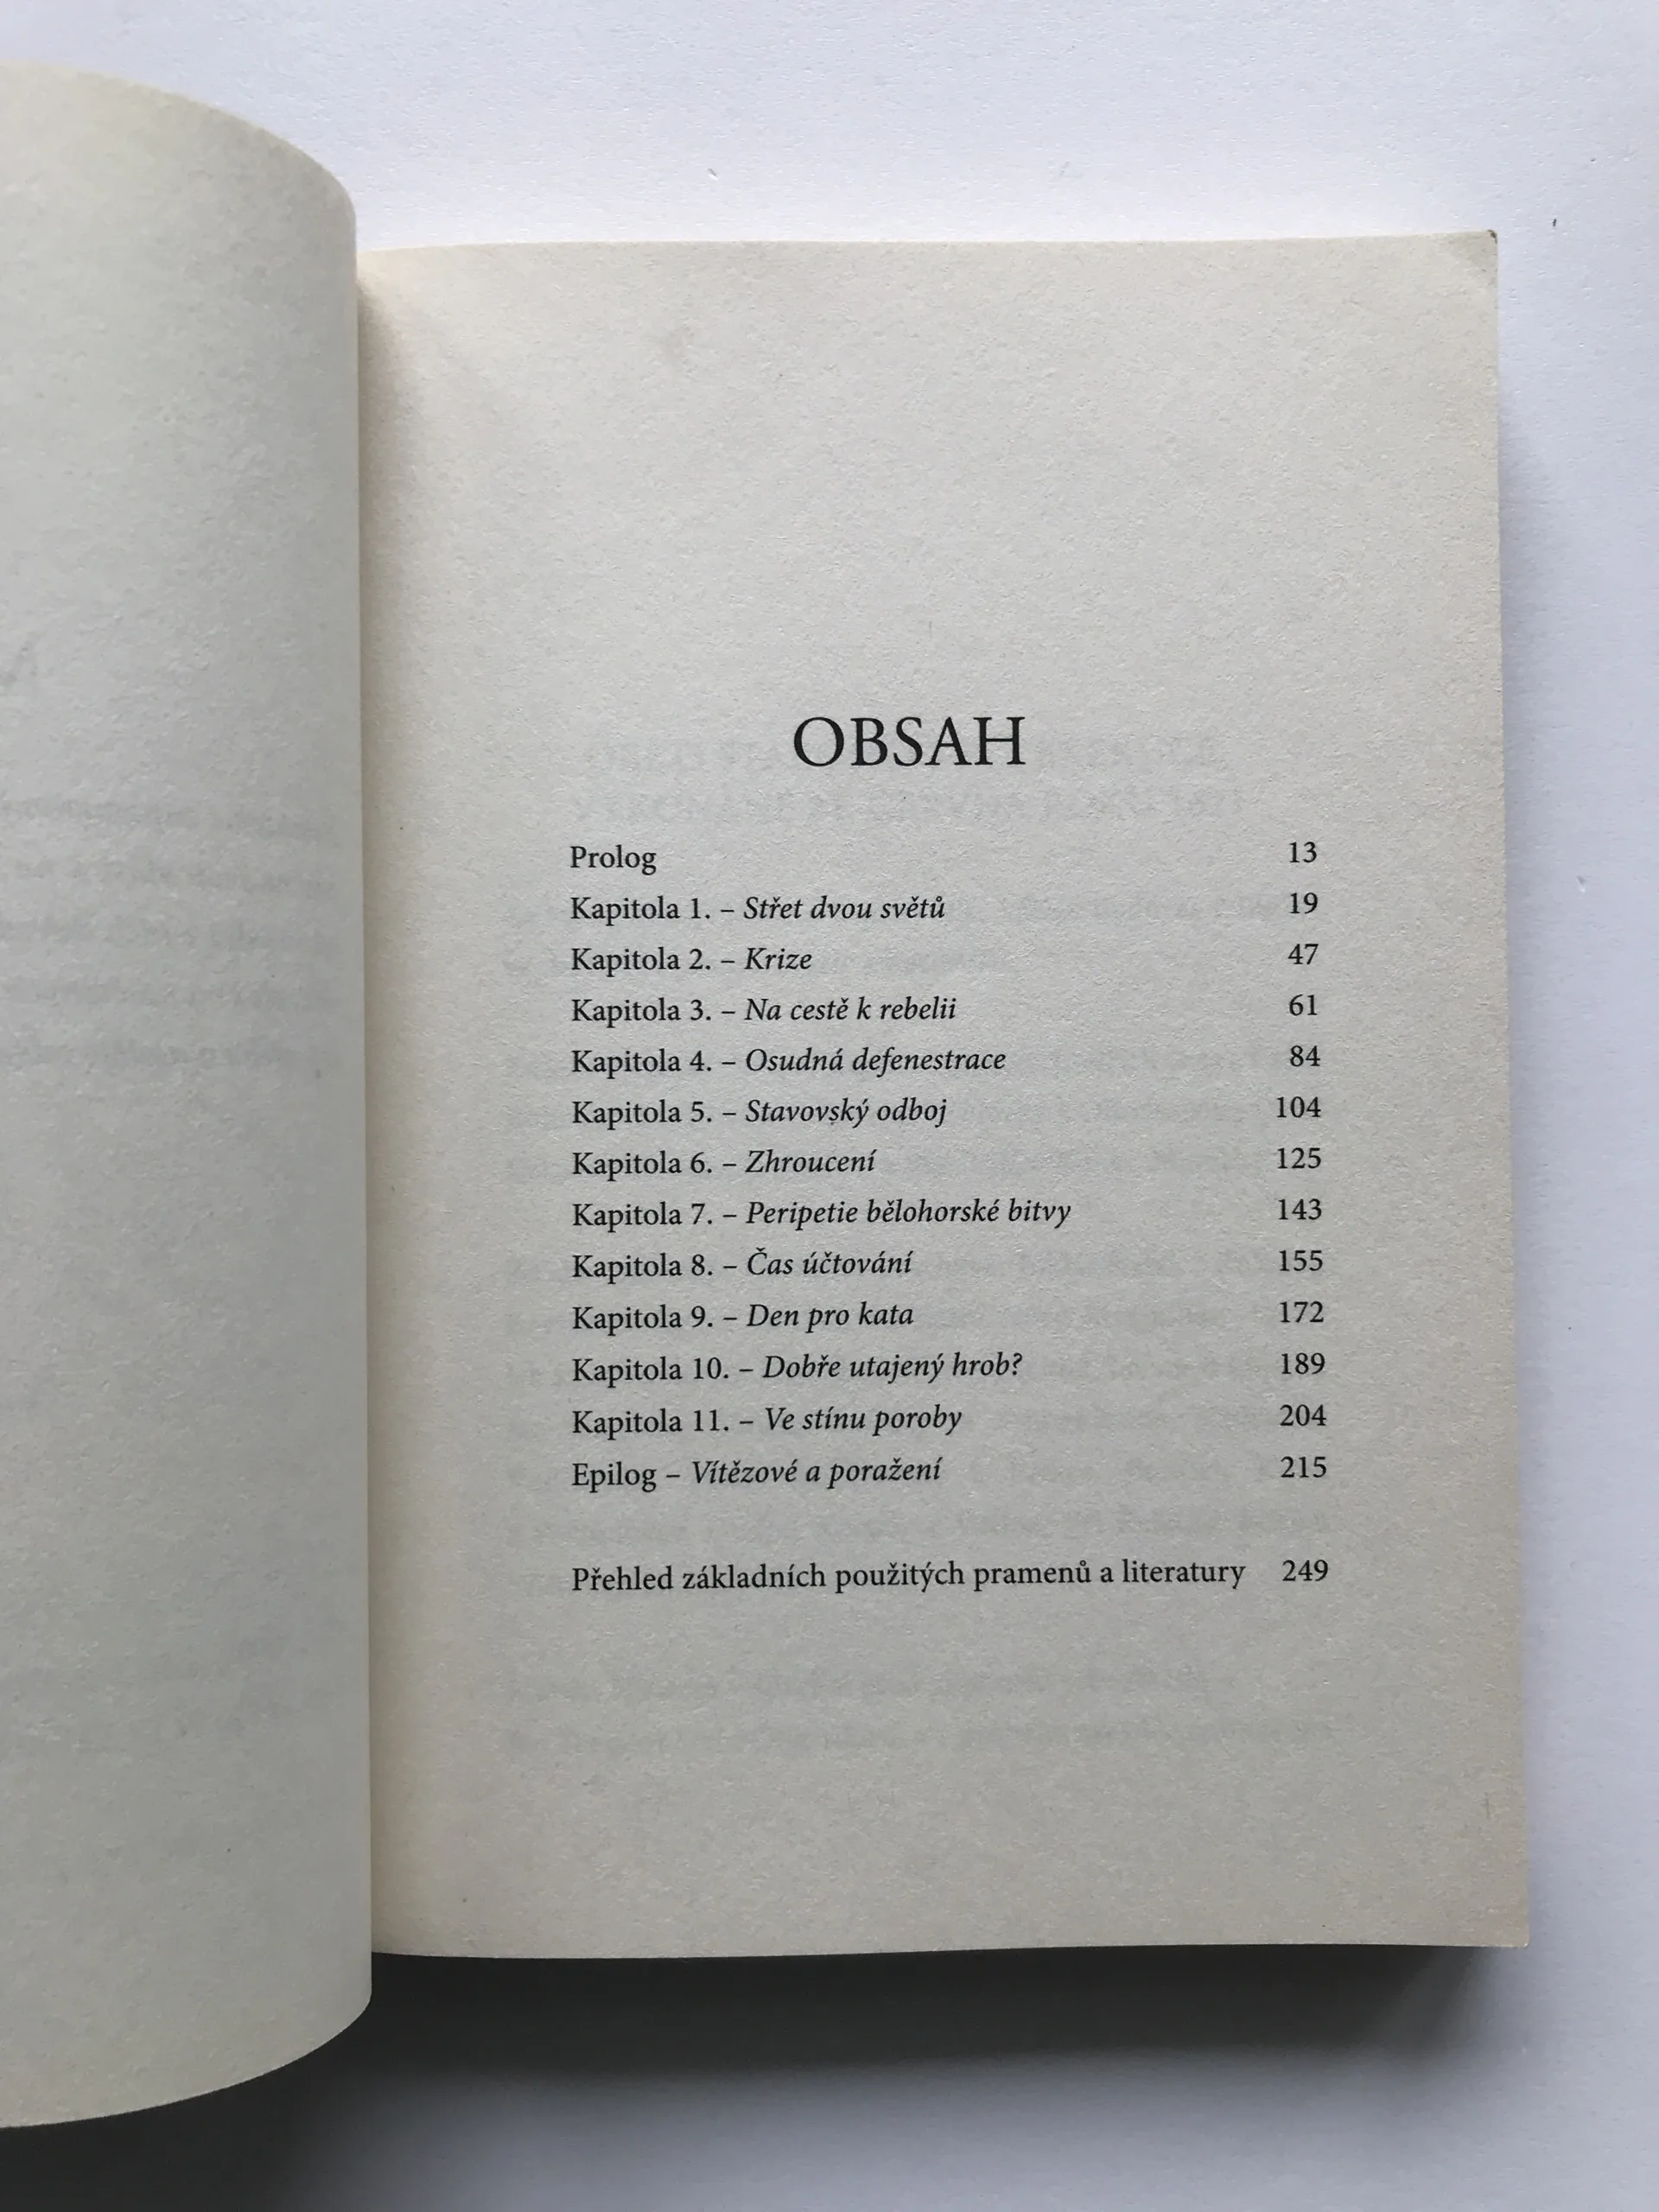 OBSAH
Prolog 13
Kapitola 1. – Střet dvou světů 19
Kapitola 2. – Krize 47
Kapitola 3. – Na cestě k rebelii 61
Kapitola 4. – Osudná defenestrace 84
Kapitola 5. – Stavovský odboj 104
Kapitola 6. – Zhroucení 125
Kapitola 7. – Peripetie bělohorské bitvy 143
Kapitola 8. – Čas účtování 155
Kapitola 9. – Den pro kata 172
Kapitola 10. – Dobře utajený hrob? 189
Kapitola 11. – Ve stínu poroby 204
Epilog – Vítězové a poražení 215
Přehled základních použitých pramenů a literatury 249